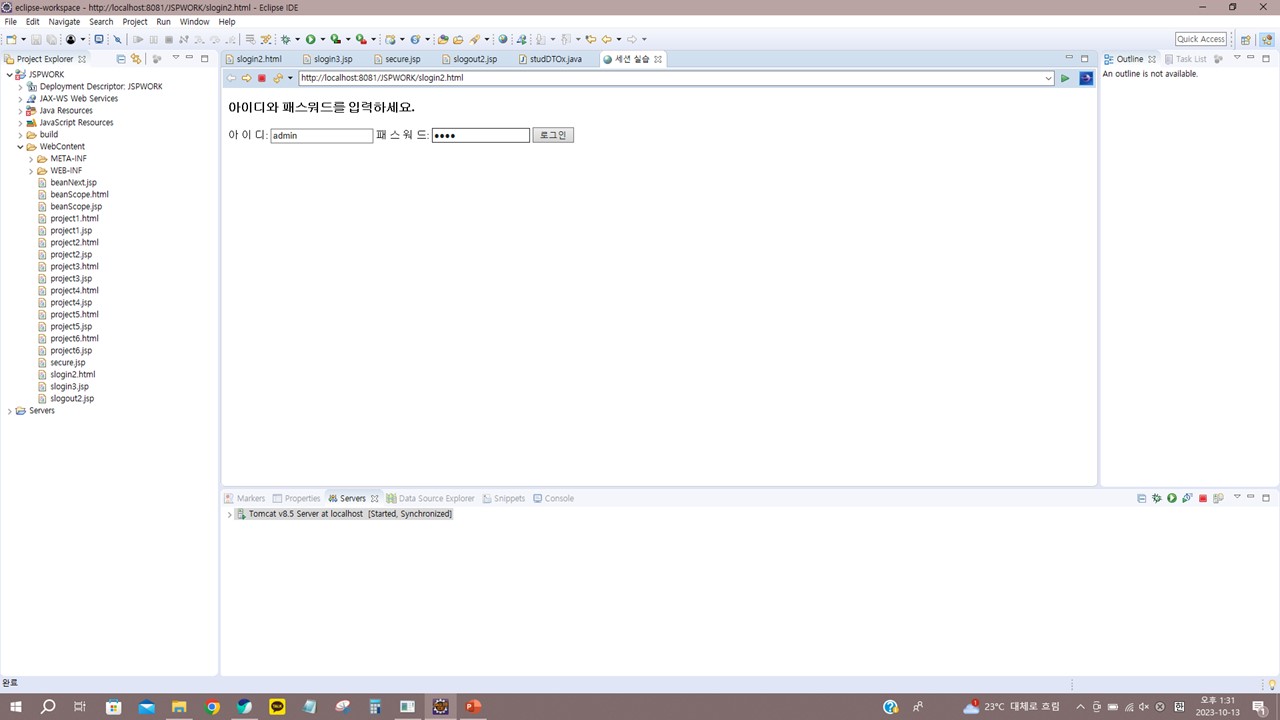 eclipse-workspace - http://localhost:8081/JSPWORK/slogin2.html - Eclipse IDE
File Edit Navigate Search Project Run Window Help
Quick Access
Project Explorer
JSPWORK
Deployment Descriptor: JSPWORK
JAX-WS Web Services
Java Resources
JavaScript Resources
build
WebContent
META-INF
WEB-INF
beanNext.jsp
beanScope.html
beanScope.jsp
project1.html
project1.jsp
project2.html
project2.jsp
project3.html
project3.jsp
project4.html
project4.jsp
project5.html
project5.jsp
project6.html
project6.jsp
secure.jsp
slogin2.html
slogin3.jsp
slogout2.jsp
Servers
slogin2.html slogin3.jsp secure.jsp slogout2.jsp studDTOx.java 세션 실습
http://localhost:8081/JSPWORK/slogin2.html
아이디와 패스워드를 입력하세요.
아 이 디: admin 패 스 워 드: ●●●● 로그인
Outline Task List
An outline is not available.
Markers Properties Servers Data Source Explorer Snippets Console
Tomcat v8.5 Server at localhost [Started, Synchronized]
완료
TALK
23°C 대체로 흐림
오후 1:31
2023-10-13
1